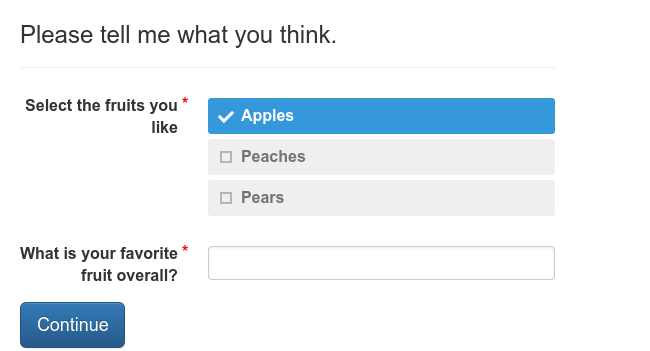 Please tell me what you think.
Select the fruits you *
like
Apples
Peaches
Pears
What is your favorite *
fruit overall?
Continue